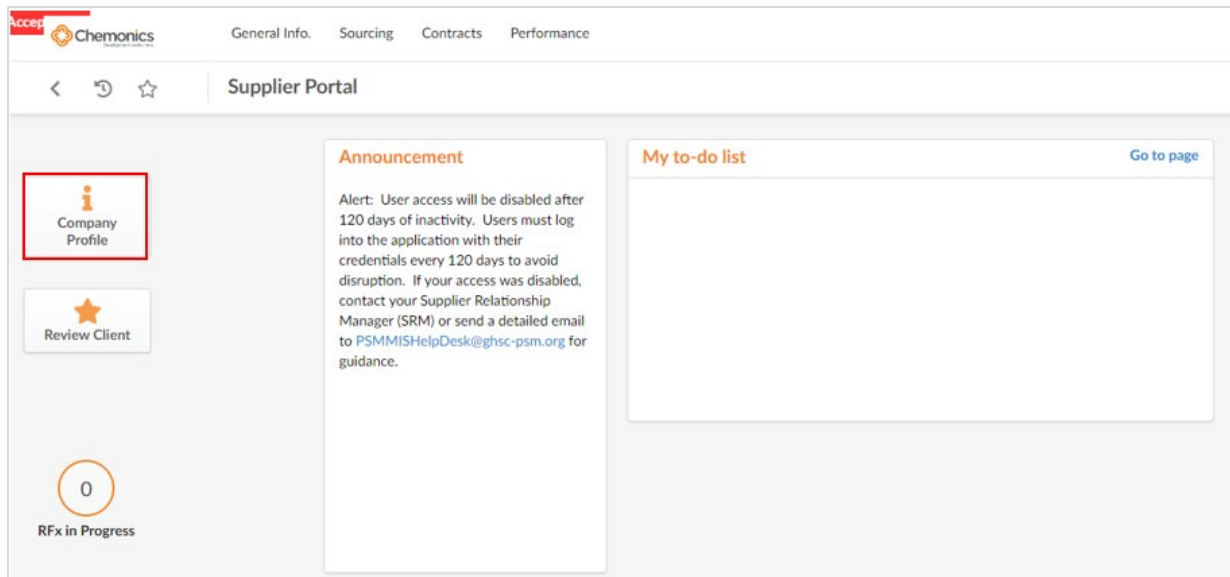 Accep
Chemonics
General Info.
Sourcing
Contracts
Performance
Supplier Portal
Company
Profile
Review Client
0
RFx in Progress
Announcement
Alert: User access will be disabled after
120 days of inactivity. Users must log
into the application with their
credentials every 120 days to avoid
disruption. If your access was disabled,
contact your Supplier Relationship
Manager (SRM) or send a detailed email
to PSMMISHelpDesk@ghsc-psm.org for
guidance.
My to-do list
Go to page